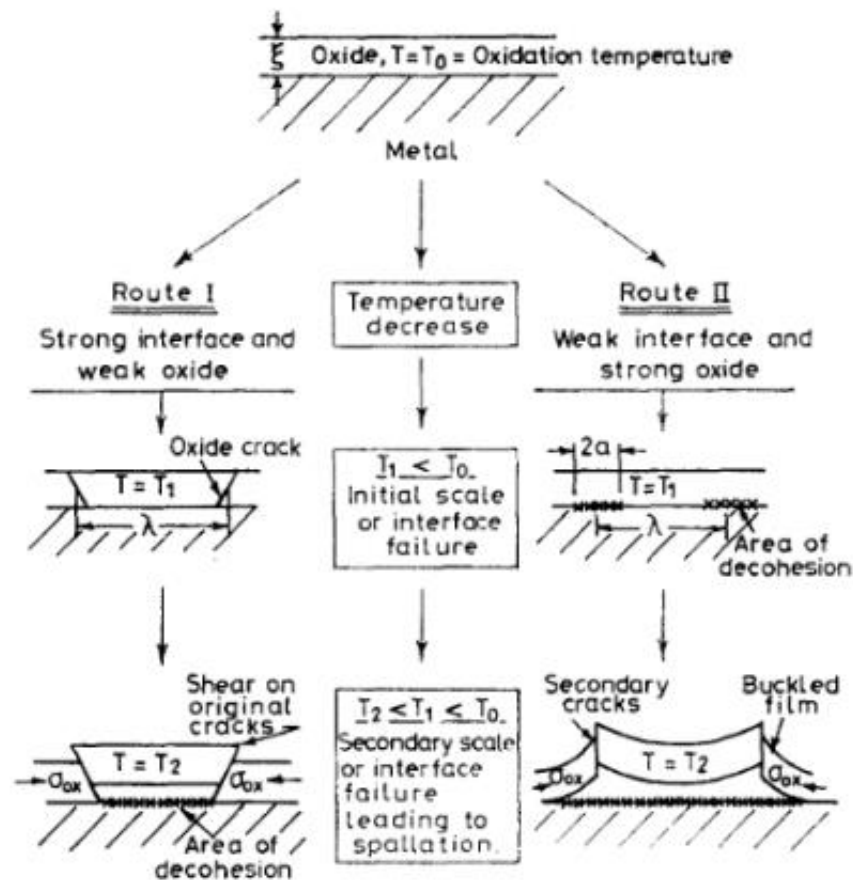 ξ Oxide, T=T₀ = Oxidation temperature
Metal
Route I
Strong interface and
weak oxide
Temperature
decrease
Route II
Weak interface and
strong oxide
Oxide crack
T = T₁
λ
T₁ < T₀
Initial scale
or interface
failure
2a
T=T₁
λ
Area of
decohesion
Shear on
original
cracks
T = T₂
σox
σox
Area of
decohesion
T₂ < T₁ < T₀
Secondary scale
or interface
failure
leading to
spallation.
Secondary
cracks
Buckled
film
σox
T = T₂
σox